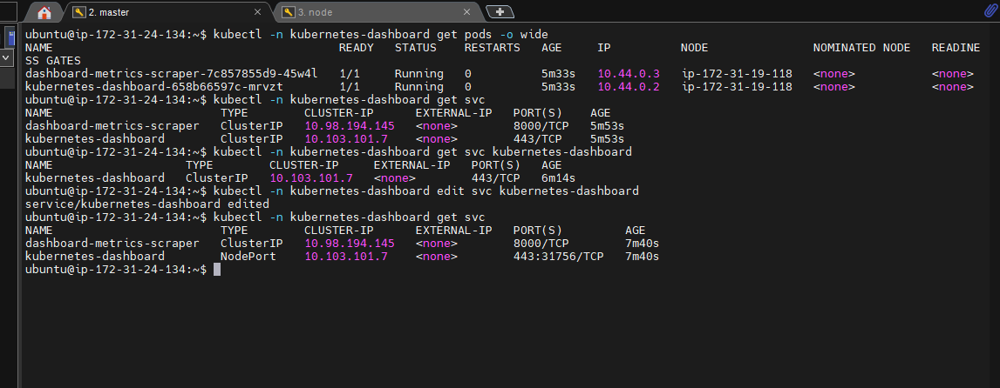 2. master
3. node
ubuntu@ip-172-31-24-134:~$ kubectl -n kubernetes-dashboard get pods -o wide
NAME READY STATUS RESTARTS AGE IP NODE NOMINATED NODE READINE
SS GATES
dashboard-metrics-scraper-7c857855d9-45w4l 1/1 Running 0 5m33s 10.44.0.3 ip-172-31-19-118 <none> <none>
kubernetes-dashboard-658b66597c-mrvzt 1/1 Running 0 5m33s 10.44.0.2 ip-172-31-19-118 <none> <none>
ubuntu@ip-172-31-24-134:~$ kubectl -n kubernetes-dashboard get svc
NAME TYPE CLUSTER-IP EXTERNAL-IP PORT(S) AGE
dashboard-metrics-scraper ClusterIP 10.98.194.145 <none> 8000/TCP 5m53s
kubernetes-dashboard ClusterIP 10.103.101.7 <none> 443/TCP 5m53s
ubuntu@ip-172-31-24-134:~$ kubectl -n kubernetes-dashboard get svc kubernetes-dashboard
NAME TYPE CLUSTER-IP EXTERNAL-IP PORT(S) AGE
kubernetes-dashboard ClusterIP 10.103.101.7 <none> 443/TCP 6m14s
ubuntu@ip-172-31-24-134:~$ kubectl -n kubernetes-dashboard edit svc kubernetes-dashboard
service/kubernetes-dashboard edited
ubuntu@ip-172-31-24-134:~$ kubectl -n kubernetes-dashboard get svc
NAME TYPE CLUSTER-IP EXTERNAL-IP PORT(S) AGE
dashboard-metrics-scraper ClusterIP 10.98.194.145 <none> 8000/TCP 7m40s
kubernetes-dashboard NodePort 10.103.101.7 <none> 443:31756/TCP 7m40s
ubuntu@ip-172-31-24-134:~$